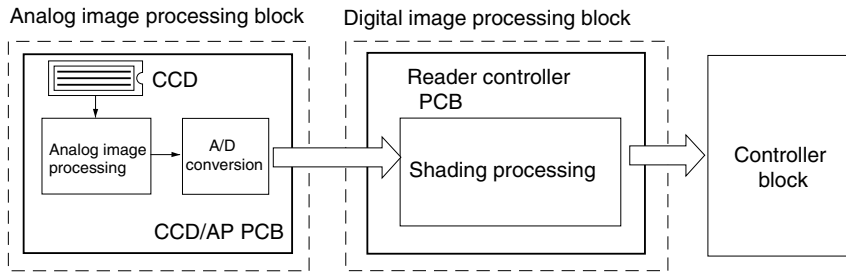 Analog image processing block
CCD
Analog image
processing
A/D
conversion
CCD/AP PCB
Digital image processing block
Reader controller
PCB
Shading processing
Controller
block